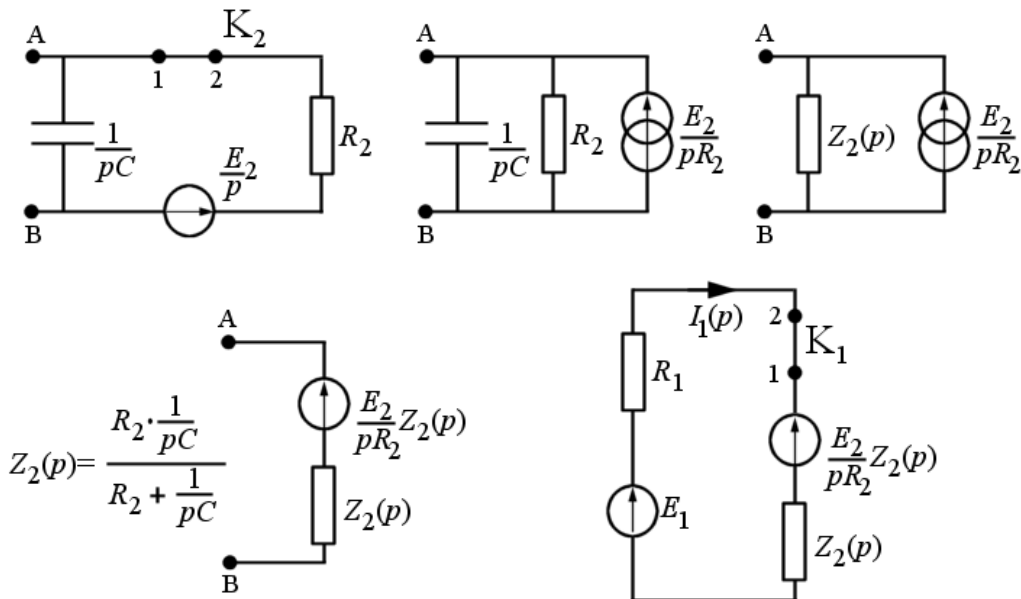 A
K₂
1
2
1/pC
R₂
E₂/p
B
A
1/pC
R₂
E₂/pR₂
B
A
Z₂(p)
E₂/pR₂
B
A
E₂/pR₂ Z₂(p)
Z₂(p)= (R₂·1/pC)/(R₂ + 1/pC)
Z₂(p)
B
I₁(p)
2
K₁
1
R₁
E₂/pR₂ Z₂(p)
E₁
Z₂(p)